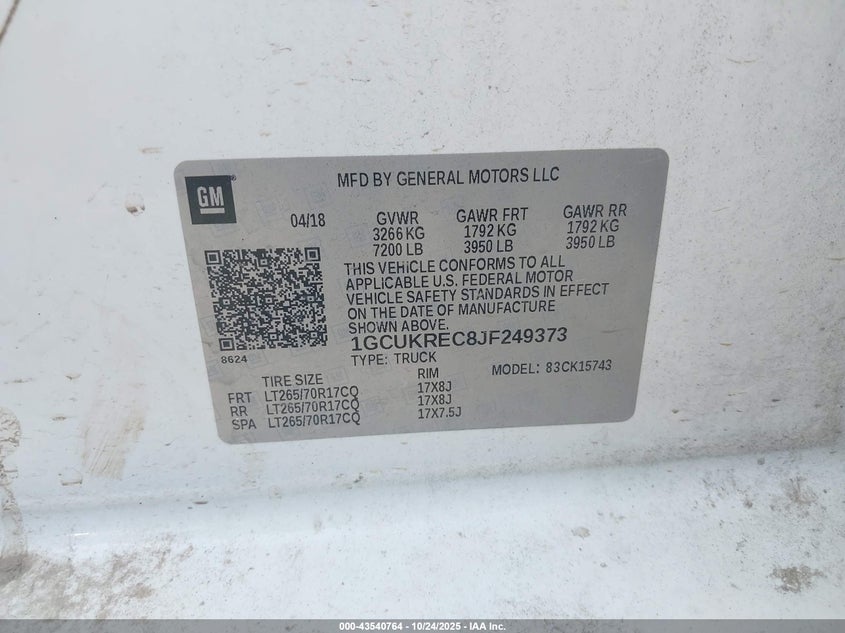 GM
MFD BY GENERAL MOTORS LLC
04/18 GVWR GAWR FRT GAWR RR
3266 KG 1792 KG 1792 KG
7200 LB 3950 LB 3950 LB
THIS VEHICLE CONFORMS TO ALL
APPLICABLE U.S. FEDERAL MOTOR
VEHICLE SAFETY STANDARDS IN EFFECT
ON THE DATE OF MANUFACTURE
SHOWN ABOVE.
1GCUKREC8JF249373
8624 TYPE: TRUCK MODEL: 83CK15743
TIRE SIZE RIM
FRT LT265/70R17CQ 17X8J
RR LT265/70R17CQ 17X8J
SPA LT265/70R17CQ 17X7.5J
000-43540764 - 10/24/2025 - IAA Inc.